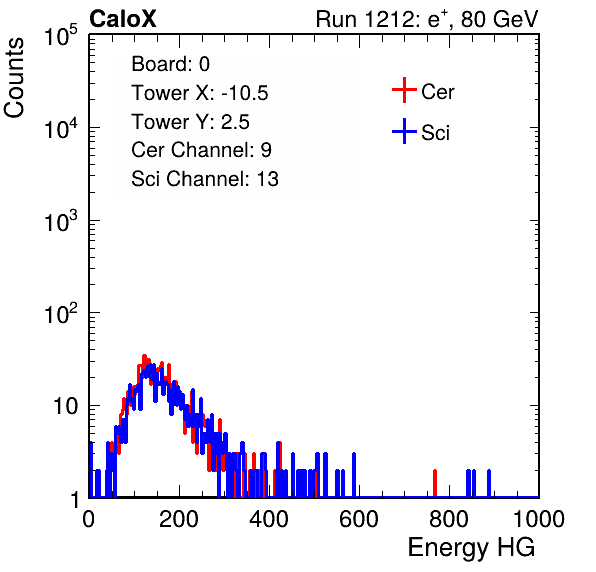 CaloX Run 1212: e⁺, 80 GeV
Counts
10⁵
10⁴
10³
10²
10
1
Board: 0
Tower X: -10.5
Tower Y: 2.5
Cer Channel: 9
Sci Channel: 13
Cer
Sci
0 200 400 600 800 1000
Energy HG